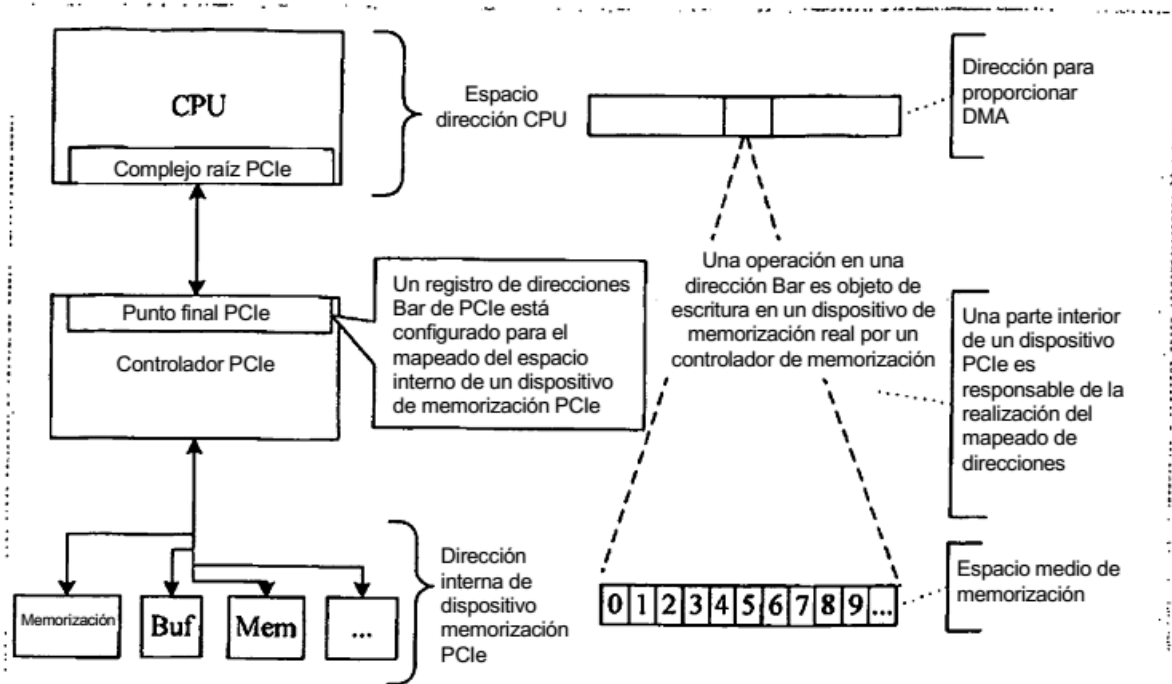 CPU
Complejo raíz PCIe
Espacio
dirección CPU
Dirección para
proporcionar
DMA
Punto final PCIe
Controlador PCIe
Un registro de direcciones
Bar de PCIe está
configurado para el
mapeado del espacio
interno de un dispositivo
de memorización PCIe
Una operación en una
dirección Bar es objeto de
escritura en un dispositivo de
memorización real por un
controlador de memorización
Una parte interior
de un dispositivo
PCIe es
responsable de la
realización del
mapeado de
direcciones
Memorización
Buf
Mem
...
Dirección
interna de
dispositivo
memorización
PCIe
0 1 2 3 4 5 6 7 8 9 ...
Espacio medio de
memorización